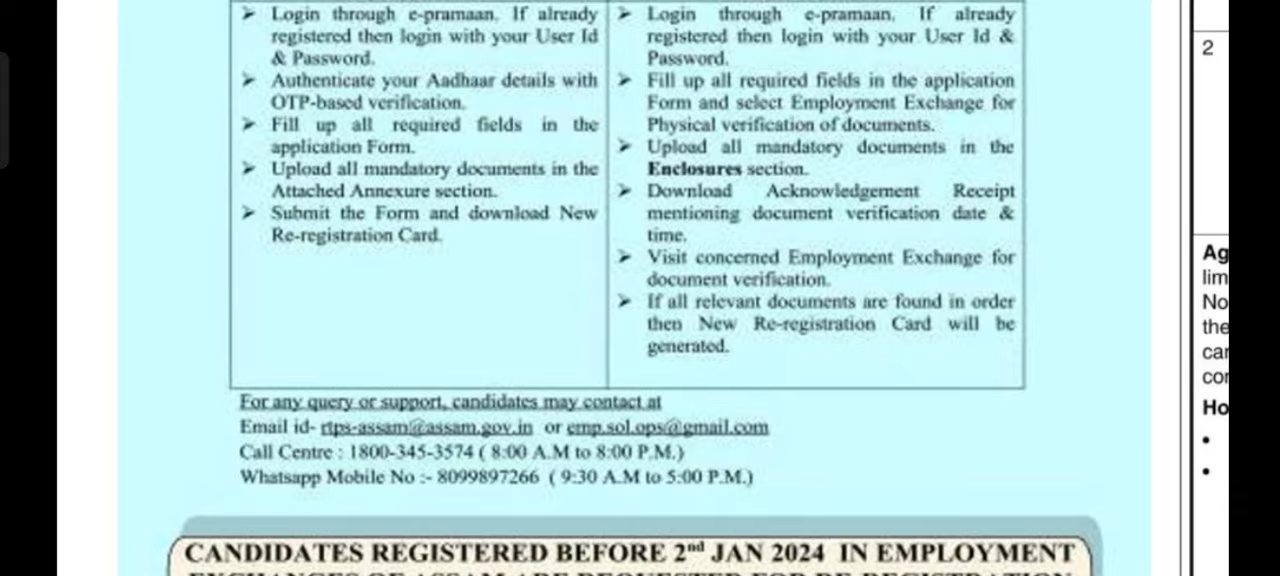 ➤ Login through e-pramaan. If already
registered then login with your User Id
& Password.
➤ Authenticate your Aadhaar details with
OTP-based verification.
➤ Fill up all required fields in the
application Form.
➤ Upload all mandatory documents in the
Attached Annexure section.
➤ Submit the Form and download New
Re-registration Card.
➤ Login through e-pramaan. If already
registered then login with your User Id &
Password.
➤ Fill up all required fields in the application
Form and select Employment Exchange for
Physical verification of documents.
➤ Upload all mandatory documents in the
Enclosures section.
➤ Download Acknowledgement Receipt
mentioning document verification date &
time.
➤ Visit concerned Employment Exchange for
document verification.
➤ If all relevant documents are found in order
then New Re-registration Card will be
generated.
For any query or support, candidates may contact at
Email id- rtps-assam@assam.gov.in or emp.sol.ops@gmail.com
Call Centre : 1800-345-3574 ( 8:00 A.M to 8:00 P.M.)
Whatsapp Mobile No :- 8099897266 ( 9:30 A.M to 5:00 P.M.)
CANDIDATES REGISTERED BEFORE 2nd JAN 2024 IN EMPLOYMENT
2
Ag
lim
No
the
car
cor
Ho
•
•